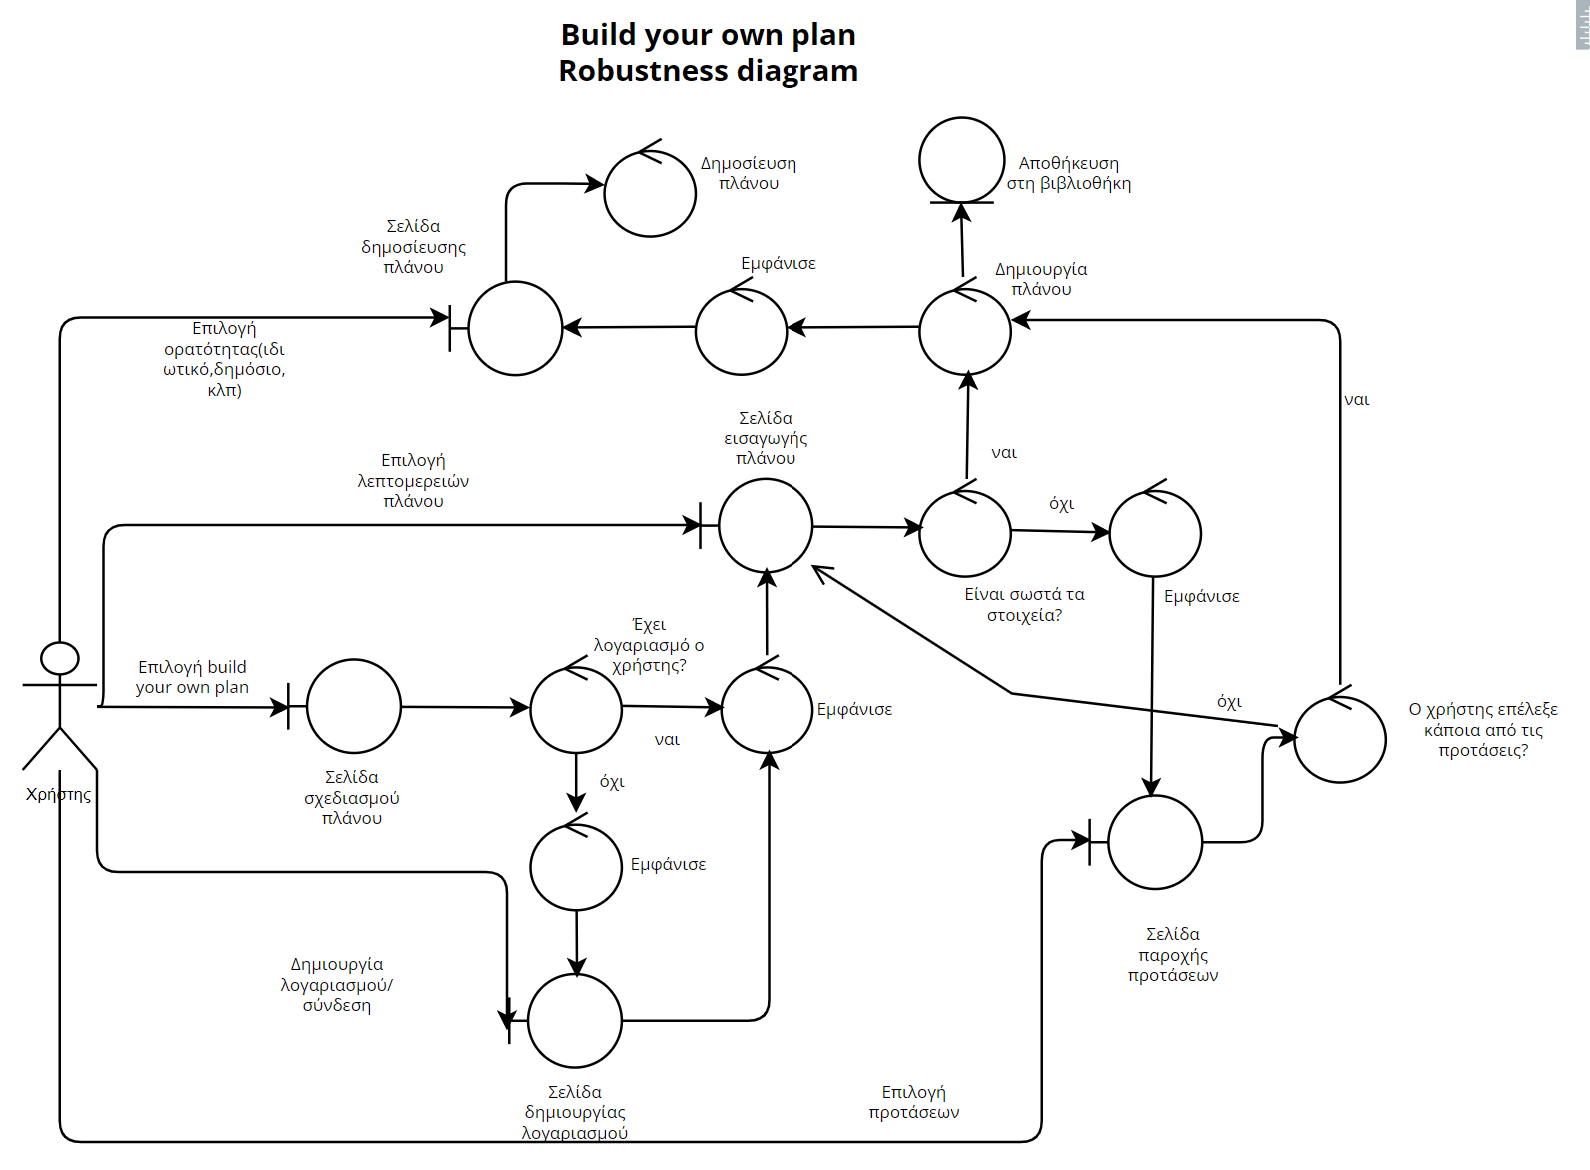 Build your own plan
Robustness diagram
Δημοσίευση
πλάνου
Αποθήκευση
στη βιβλιοθήκη
Σελίδα
δημοσίευσης
πλάνου
Εμφάνισε
Δημιουργία
πλάνου
Επιλογή
ορατότητας(ιδι
ωτικό,δημόσιο,
κλπ)
ναι
Σελίδα
εισαγωγής
πλάνου
Επιλογή
λεπτομερειών
πλάνου
ναι
όχι
Είναι σωστά τα
στοιχεία?
Εμφάνισε
Έχει
λογαριασμό ο
χρήστης?
Επιλογή build
your own plan
Εμφάνισε
ναι
όχι
Ο χρήστης επέλεξε
κάποια από τις
προτάσεις?
Σελίδα
σχεδιασμού
πλάνου
Χρήστης
όχι
Εμφάνισε
Δημιουργία
λογαριασμού/
σύνδεση
Σελίδα
παροχής
προτάσεων
Σελίδα
δημιουργίας
λογαριασμού
Επιλογή
προτάσεων